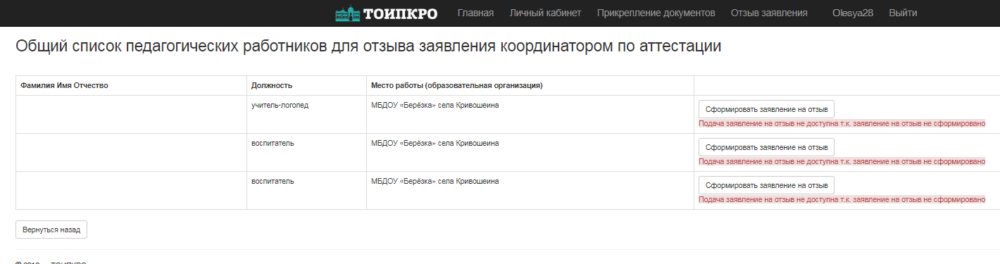 ТОИПКРО Главная Личный кабинет Прикрепление документов Отзыв заявления Olesya28 Выйти
Общий список педагогических работников для отзыва заявления координатором по аттестации
Фамилия Имя Отчество Должность Место работы (образовательная организация)
учитель-логопед МБДОУ «Берёзка» села Кривошеина Сформировать заявление на отзыв
Подача заявление на отзыв не доступна т.к. заявление на отзыв не сформировано
воспитатель МБДОУ «Берёзка» села Кривошеина Сформировать заявление на отзыв
Подача заявление на отзыв не доступна т.к. заявление на отзыв не сформировано
воспитатель МБДОУ «Берёзка» села Кривошеина Сформировать заявление на отзыв
Подача заявление на отзыв не доступна т.к. заявление на отзыв не сформировано
Вернуться назад